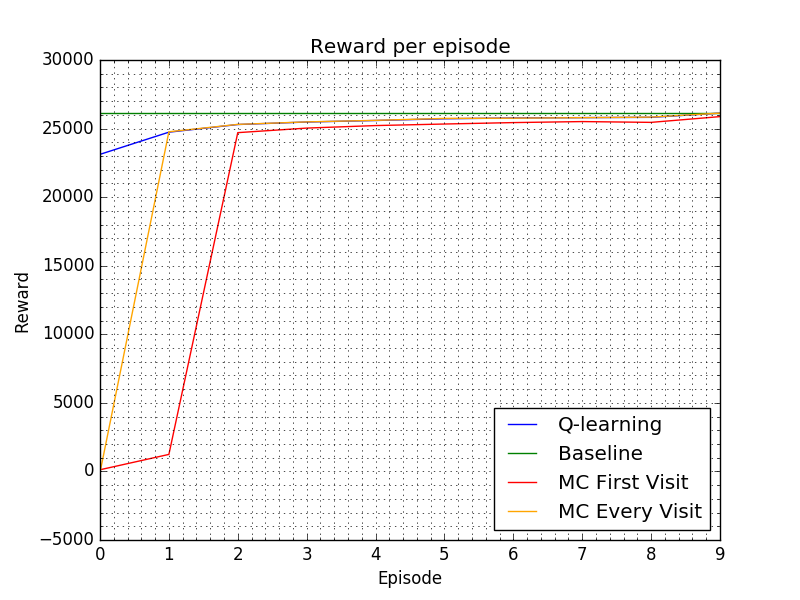 Reward per episode
30000
25000
20000
15000
10000
5000
0
−5000
Reward
0 1 2 3 4 5 6 7 8 9
Episode
Q-learning
Baseline
MC First Visit
MC Every Visit